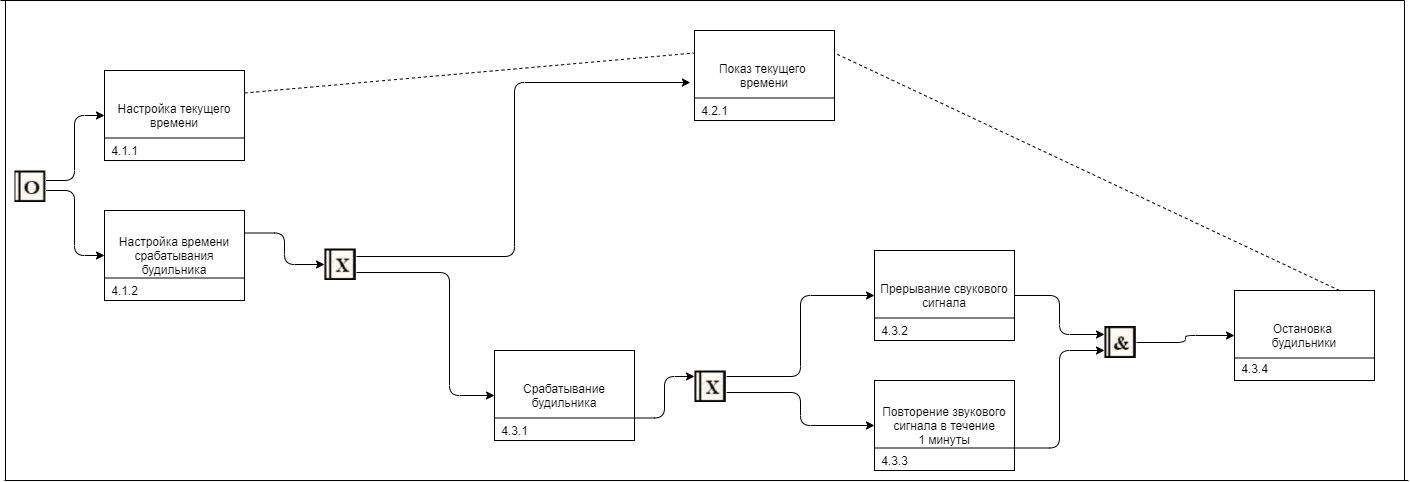 Настройка текущего
времени
4.1.1
Показ текущего
времени
4.2.1
O
Настройка времени
срабатывания
будильника
4.1.2
X
Прерывание звукового
сигнала
4.3.2
&
Остановка
будильники
4.3.4
Срабатывание
будильника
4.3.1
X
Повторение звукового
сигнала в течение
1 минуты
4.3.3